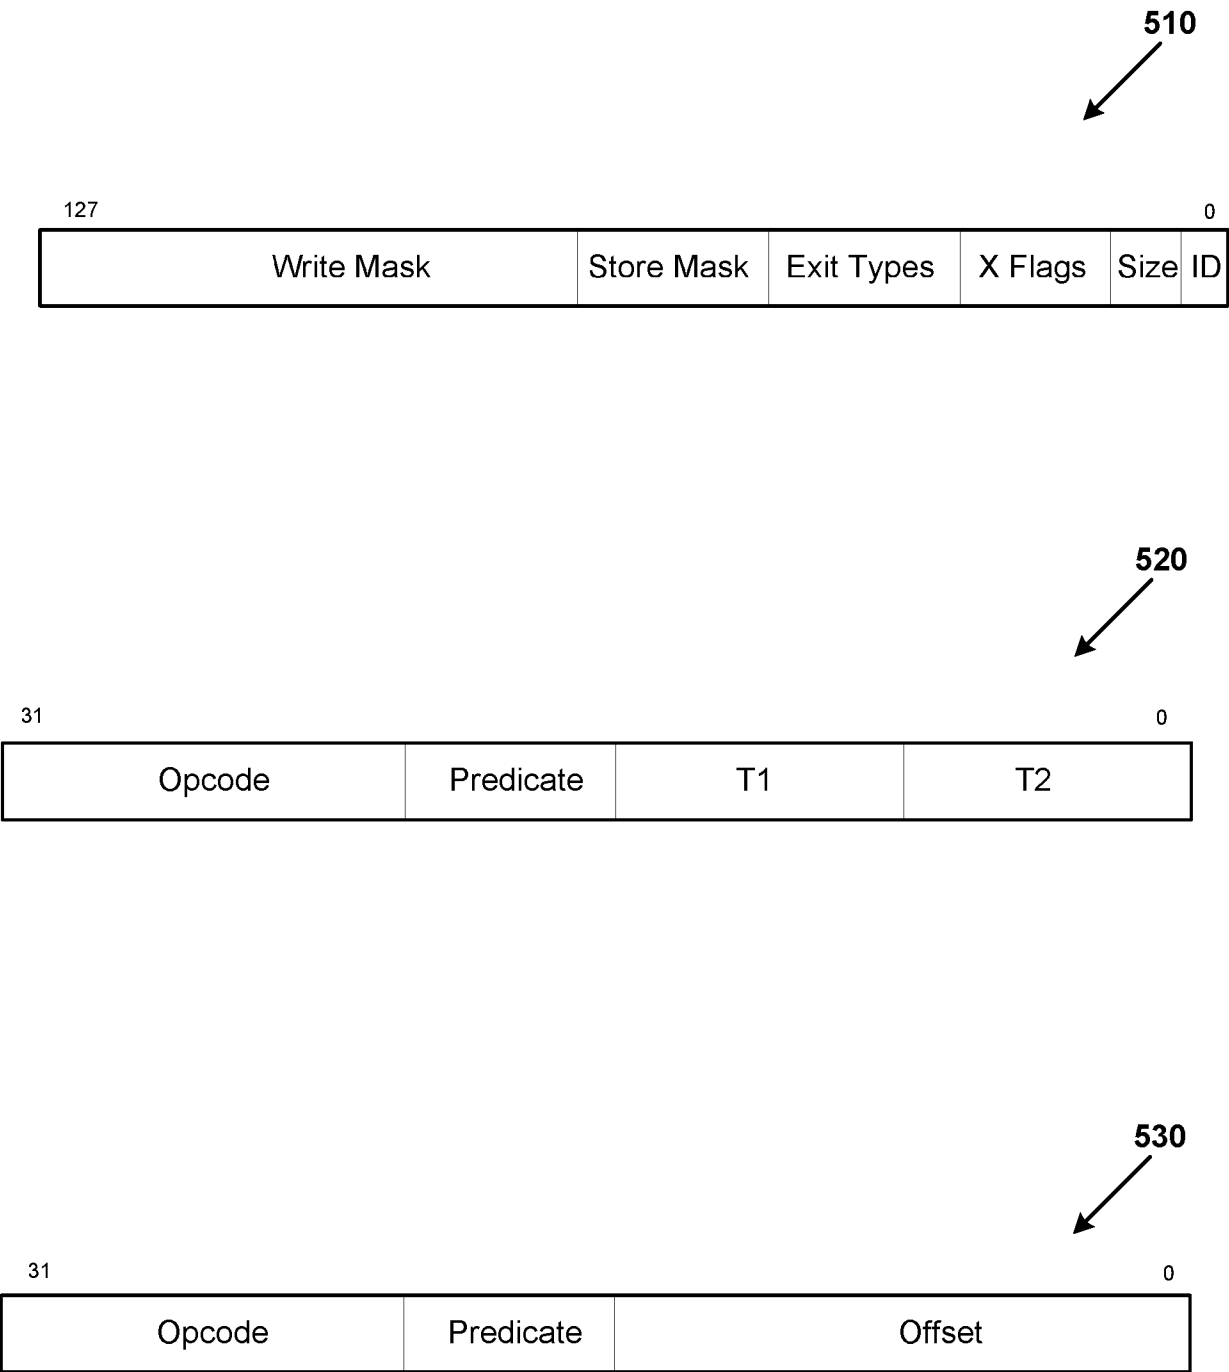 510
127 0
Write Mask Store Mask Exit Types X Flags Size ID
520
31 0
Opcode Predicate T1 T2
530
31 0
Opcode Predicate Offset